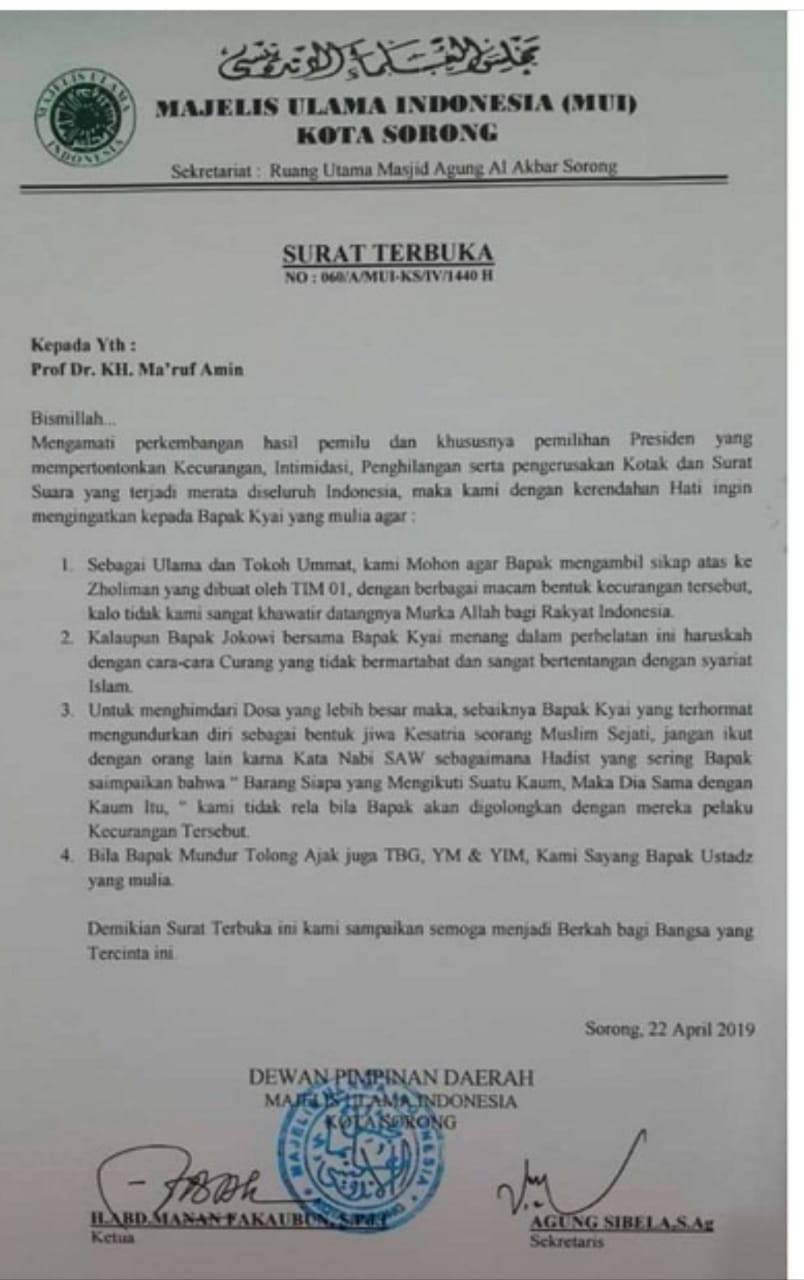 مجلس العلماء الاندونيسي
MAJELIS ULAMA INDONESIA
MAJELIS ULAMA INDONESIA (MUI)
KOTA SORONG
Sekretariat : Ruang Utama Masjid Agung Al Akbar Sorong
SURAT TERBUKA
NO : 060/A/MUI-KS/IV/1440 H
Kepada Yth :
Prof Dr. KH. Ma'ruf Amin
Bismillah...
Mengamati perkembangan hasil pemilu dan khususnya pemilihan Presiden yang
mempertontonkan Kecurangan, Intimidasi, Penghilangan serta pengerusakan Kotak dan Surat
Suara yang terjadi merata diseluruh Indonesia, maka kami dengan kerendahan Hati ingin
mengingatkan kepada Bapak Kyai yang mulia agar :
1. Sebagai Ulama dan Tokoh Ummat, kami Mohon agar Bapak mengambil sikap atas ke
Zholiman yang dibuat oleh TIM 01, dengan berbagai macam bentuk kecurangan tersebut,
kalo tidak kami sangat khawatir datangnya Murka Allah bagi Rakyat Indonesia.
2. Kalaupun Bapak Jokowi bersama Bapak Kyai menang dalam perhelatan ini haruskah
dengan cara-cara Curang yang tidak bermartabat dan sangat bertentangan dengan syariat
Islam.
3. Untuk menghimdari Dosa yang lebih besar maka, sebaiknya Bapak Kyai yang terhormat
mengundurkan diri sebagai bentuk jiwa Kesatria seorang Muslim Sejati, jangan ikut
dengan orang lain karna Kata Nabi SAW sebagaimana Hadist yang sering Bapak
saimpaikan bahwa " Barang Siapa yang Mengikuti Suatu Kaum, Maka Dia Sama dengan
Kaum Itu, " kami tidak rela bila Bapak akan digolongkan dengan mereka pelaku
Kecurangan Tersebut.
4. Bila Bapak Mundur Tolong Ajak juga TBG, YM & YIM, Kami Sayang Bapak Ustadz
yang mulia.
Demikian Surat Terbuka ini kami sampaikan semoga menjadi Berkah bagi Bangsa yang
Tercinta ini.
Sorong, 22 April 2019
DEWAN PIMPINAN DAERAH
MAJELIS ULAMA INDONESIA
KOTA SORONG
H.ABD.MANAN FAKAUBUN, S.Pd.I
Ketua
AGUNG SIBELA,S.Ag
Sekretaris